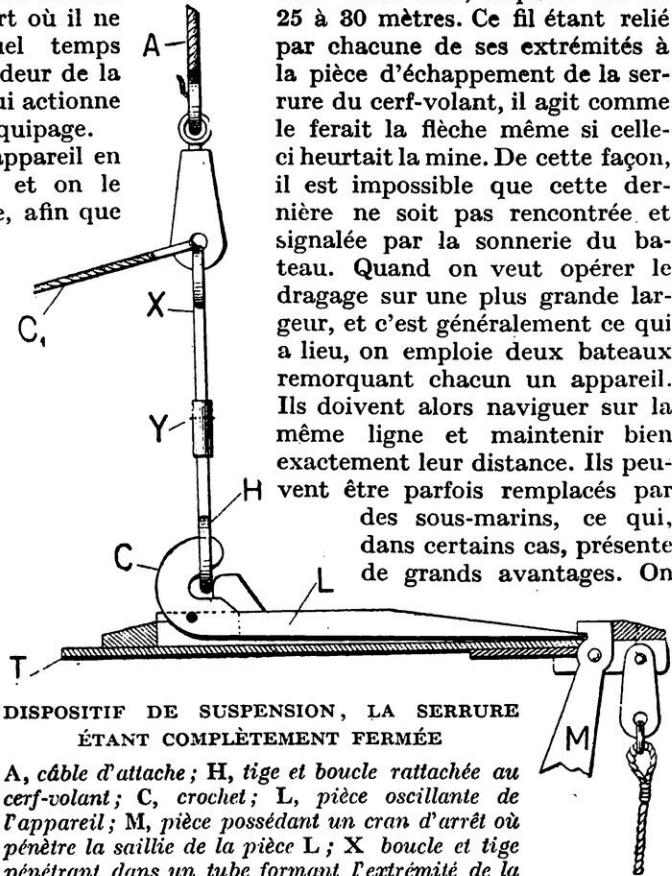 rt où il ne
uel temps
deur de la
ui actionne
quipage.
appareil en
et on le
e, afin que
A
C₁
X
Y
H
C
L
T
M
25 à 30 mètres. Ce fil étant relié
par chacune de ses extrémités à
la pièce d'échappement de la ser-
rure du cerf-volant, il agit comme
le ferait la flèche même si celle-
ci heurtait la mine. De cette façon,
il est impossible que cette der-
nière ne soit pas rencontrée et
signalée par la sonnerie du ba-
teau. Quand on veut opérer le
dragage sur une plus grande lar-
geur, et c'est généralement ce qui
a lieu, on emploie deux bateaux
remorquant chacun un appareil.
Ils doivent alors naviguer sur la
même ligne et maintenir bien
exactement leur distance. Ils peu-
vent être parfois remplacés par
des sous-marins, ce qui,
dans certains cas, présente
de grands avantages. On
DISPOSITIF DE SUSPENSION, LA SERRURE
ÉTANT COMPLÈTEMENT FERMÉE
A, câble d'attache; H, tige et boucle rattachée au
cerf-volant; C, crochet; L, pièce oscillante de
l'appareil; M, pièce possédant un cran d'arrêt où
pénètre la saillie de la pièce L; X boucle et tige
pénétrant dans un tube formant l'extrémité de la